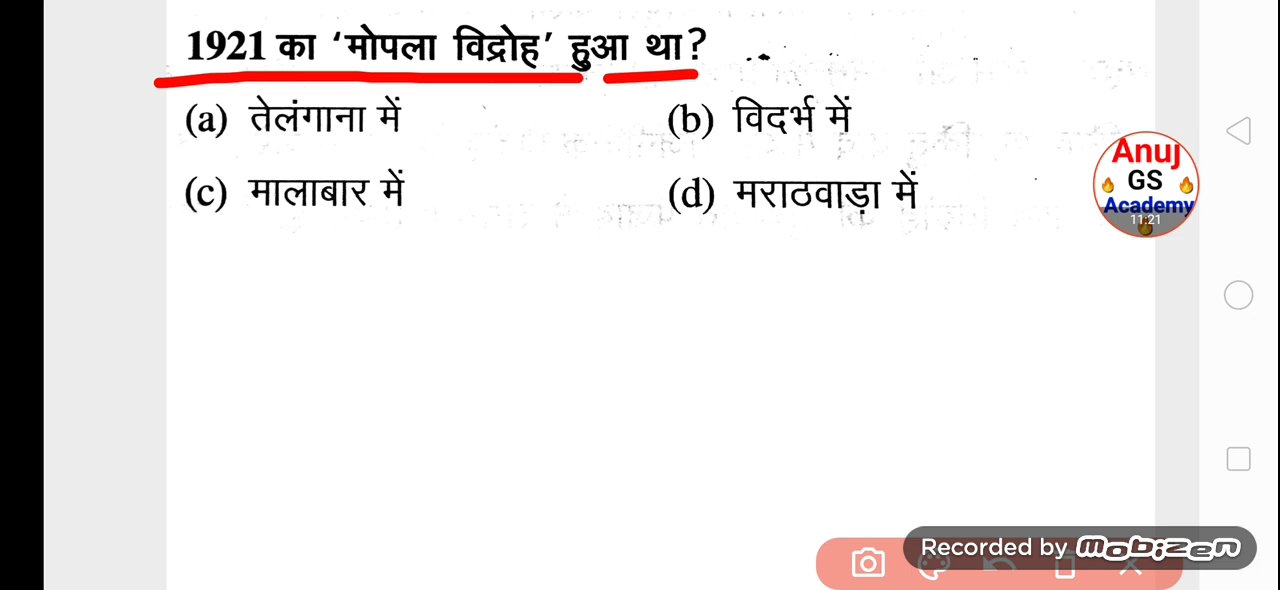 1921 का ‘मोपला विद्रोह’ हुआ था?
(a) तेलंगाना में (b) विदर्भ में
(c) मालाबार में (d) मराठवाड़ा में
Anuj
GS
Academy
11:21
Recorded by Mobizen